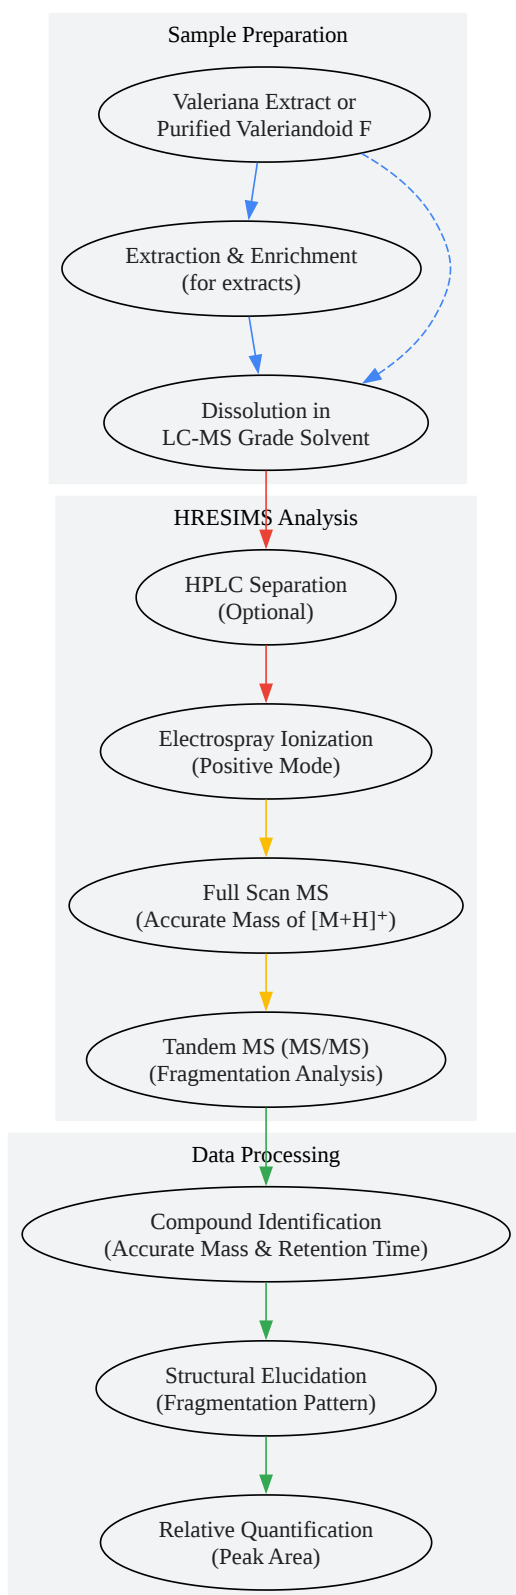 Sample Preparation
Valeriana Extract or
Purified Valeriandoid F
Extraction & Enrichment
(for extracts)
Dissolution in
LC-MS Grade Solvent
HRESIMS Analysis
HPLC Separation
(Optional)
Electrospray Ionization
(Positive Mode)
Full Scan MS
(Accurate Mass of [M+H]⁺)
Tandem MS (MS/MS)
(Fragmentation Analysis)
Data Processing
Compound Identification
(Accurate Mass & Retention Time)
Structural Elucidation
(Fragmentation Pattern)
Relative Quantification
(Peak Area)